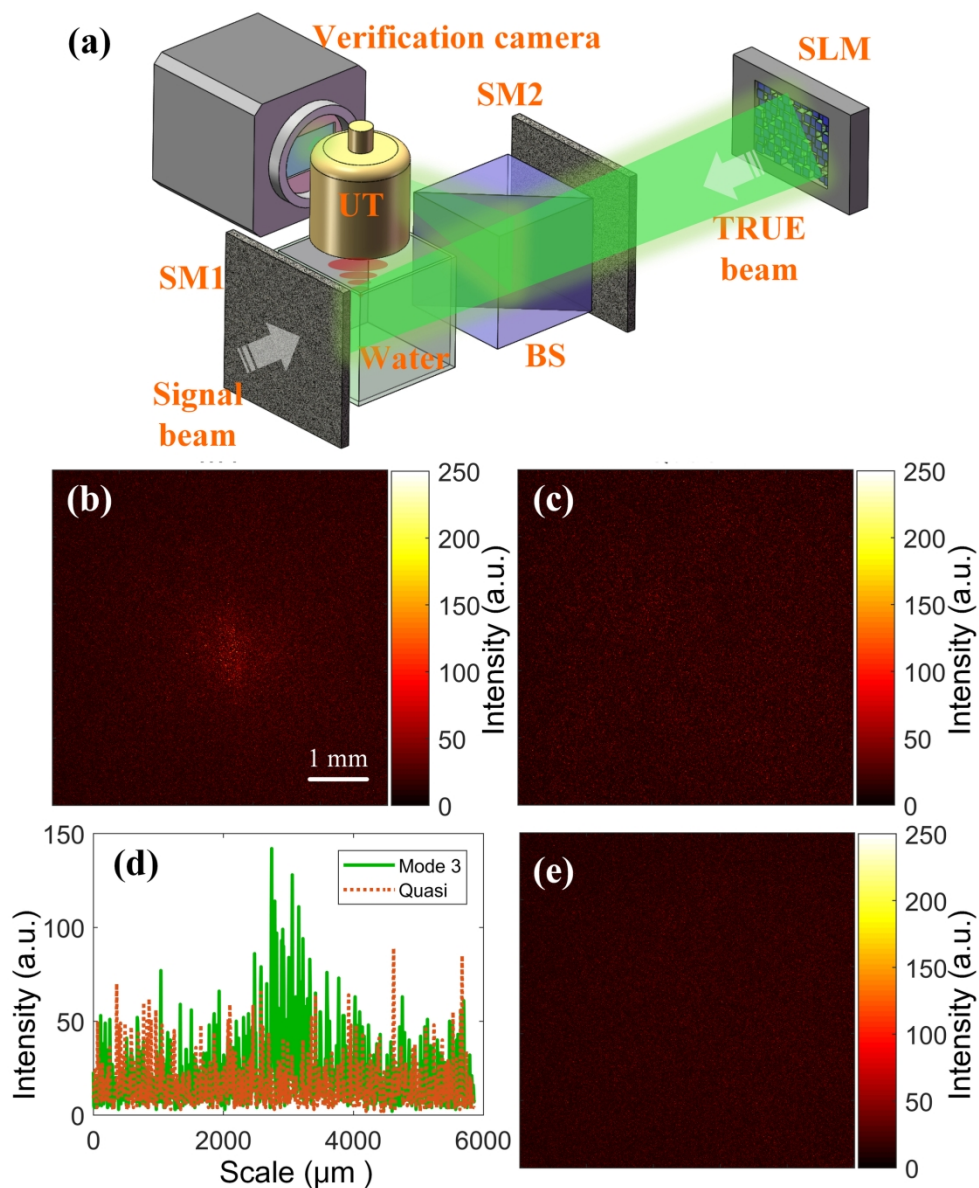 (a)
Verification camera
SLM
SM2
UT
TRUE
beam
SM1
Water
BS
Signal
beam
(b)
1 mm
250
200
150
100
50
0
Intensity (a.u.)
(c)
250
200
150
100
50
0
Intensity (a.u.)
(d)
Mode 3
Quasi
150
100
50
0
Intensity (a.u.)
0 2000 4000 6000
Scale (μm )
(e)
250
200
150
100
50
0
Intensity (a.u.)